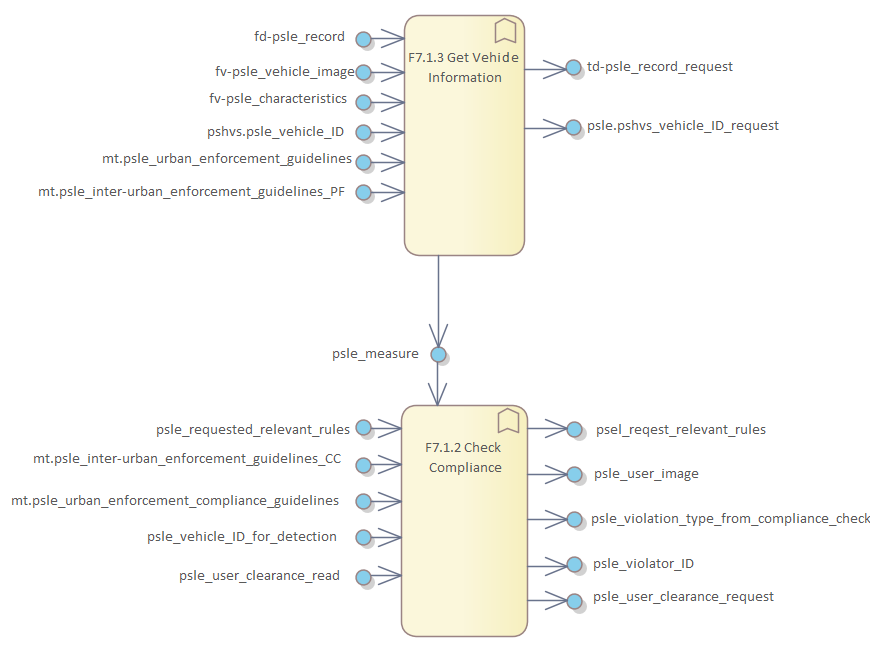 fd-psle_record
fv-psle_vehicle_image
fv-psle_characteristics
pshvs.psle_vehicle_ID
mt.psle_urban_enforcement_guidelines
mt.psle_inter-urban_enforcement_guidelines_PF
F7.1.3 Get Vehicle
Information
td-psle_record_request
psle.pshvs_vehicle_ID_request
psle_measure
psle_requested_relevant_rules
mt.psle_inter-urban_enforcement_guidelines_CC
mt.psle_urban_enforcement_compliance_guidelines
psle_vehicle_ID_for_detection
psle_user_clearance_read
F7.1.2 Check
Compliance
psel_reqest_relevant_rules
psle_user_image
psle_violation_type_from_compliance_check
psle_violator_ID
psle_user_clearance_request